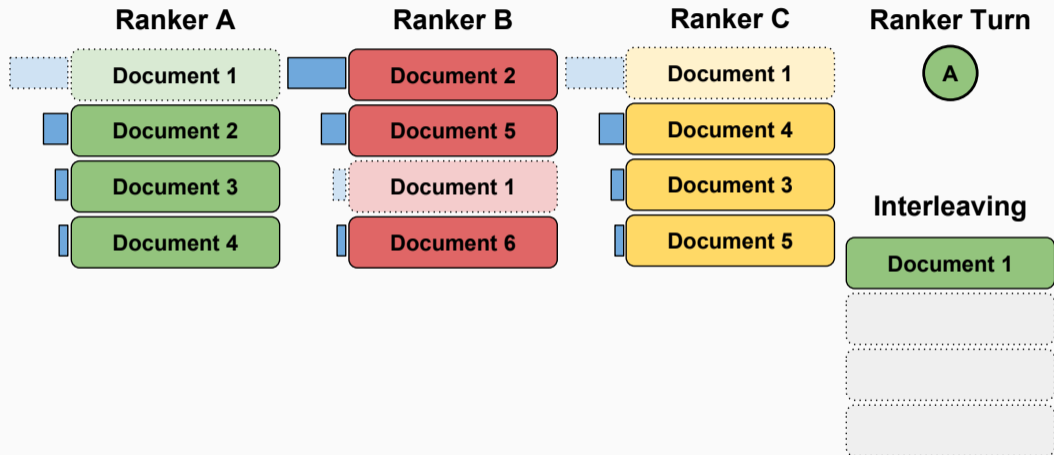 Ranker A
Document 1
Document 2
Document 3
Document 4
Ranker B
Document 2
Document 5
Document 1
Document 6
Ranker C
Document 1
Document 4
Document 3
Document 5
Ranker Turn
A
Interleaving
Document 1